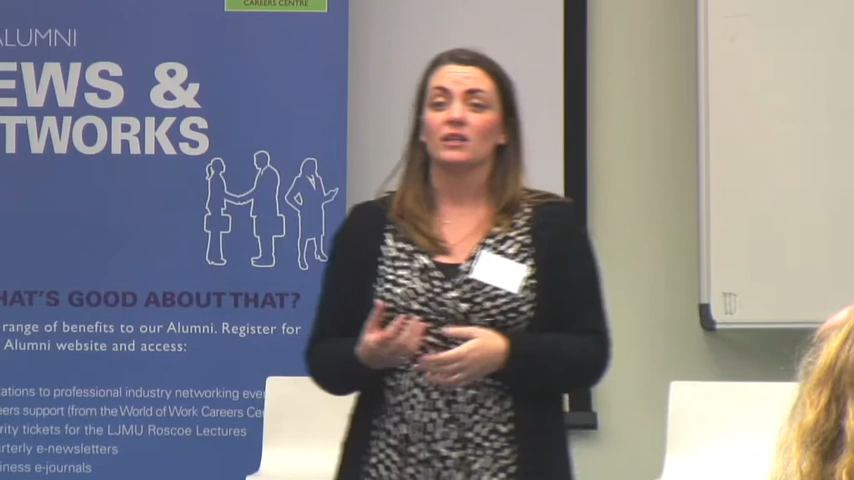 CAREERS CENTRE
ALUMNI
EWS &
TWORKS
HAT'S GOOD ABOUT THAT?
range of benefits to our Alumni. Register for
Alumni website and access:
ations to professional industry networking eve
eers support (from the World of Work Careers Cen
rity tickets for the LJMU Roscoe Lectures
rterly e-newsletters
iness e-journals